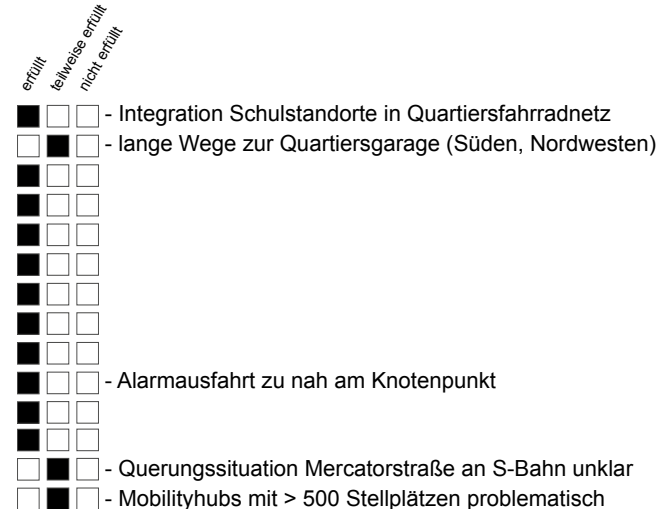 erfüllt
teilweise erfüllt
nicht erfüllt
- Integration Schulstandorte in Quartiersfahrradnetz
- lange Wege zur Quartiersgarage (Süden, Nordwesten)
- Alarmausfahrt zu nah am Knotenpunkt
- Querungssituation Mercatorstraße an S-Bahn unklar
- Mobilityhubs mit > 500 Stellplätzen problematisch